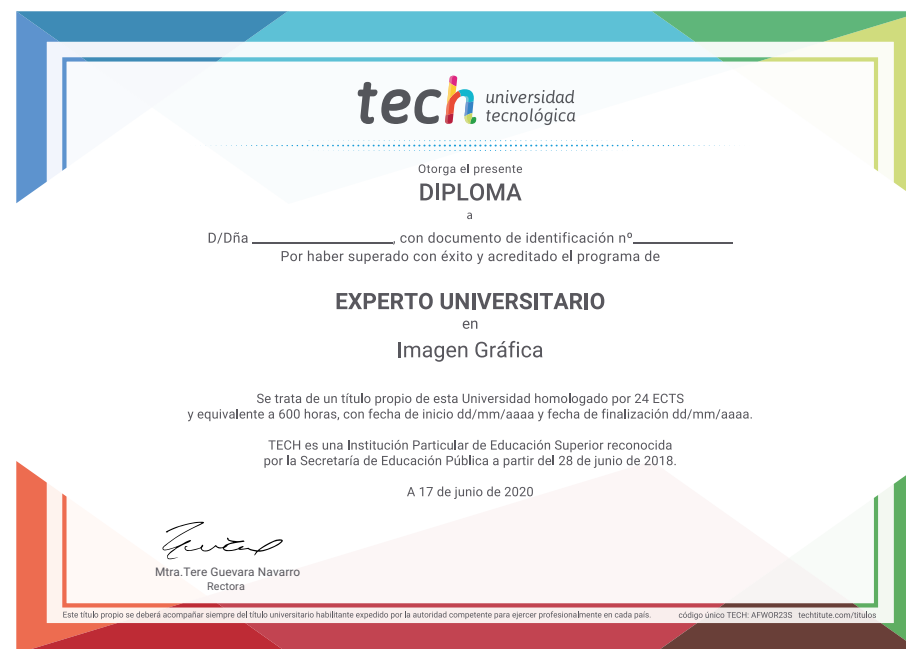 tech universidad
tecnológica
Otorga el presente
DIPLOMA
a
D/Dña ____________________, con documento de identificación nº______________
Por haber superado con éxito y acreditado el programa de
EXPERTO UNIVERSITARIO
en
Imagen Gráfica
Se trata de un título propio de esta Universidad homologado por 24 ECTS
y equivalente a 600 horas, con fecha de inicio dd/mm/aaaa y fecha de finalización dd/mm/aaaa.
TECH es una Institución Particular de Educación Superior reconocida
por la Secretaría de Educación Pública a partir del 28 de junio de 2018.
A 17 de junio de 2020
Mtra.Tere Guevara Navarro
Rectora
Este título propio se deberá acompañar siempre del título universitario habilitante expedido por la autoridad competente para ejercer profesionalmente en cada país. código único TECH: AFWOR23S techtitute.com/titulos